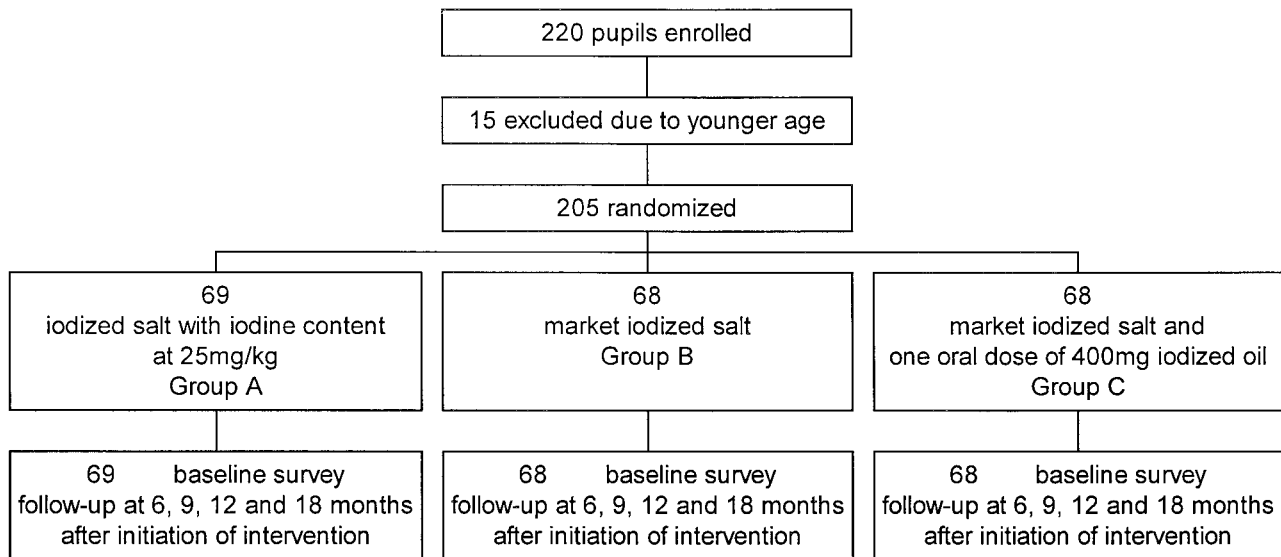 220 pupils enrolled
15 excluded due to younger age
205 randomized
69
iodized salt with iodine content
at 25mg/kg
Group A
68
market iodized salt
Group B
68
market iodized salt and
one oral dose of 400mg iodized oil
Group C
69 baseline survey
follow-up at 6, 9, 12 and 18 months
after initiation of intervention
68 baseline survey
follow-up at 6, 9, 12 and 18 months
after initiation of intervention
68 baseline survey
follow-up at 6, 9, 12 and 18 months
after initiation of intervention